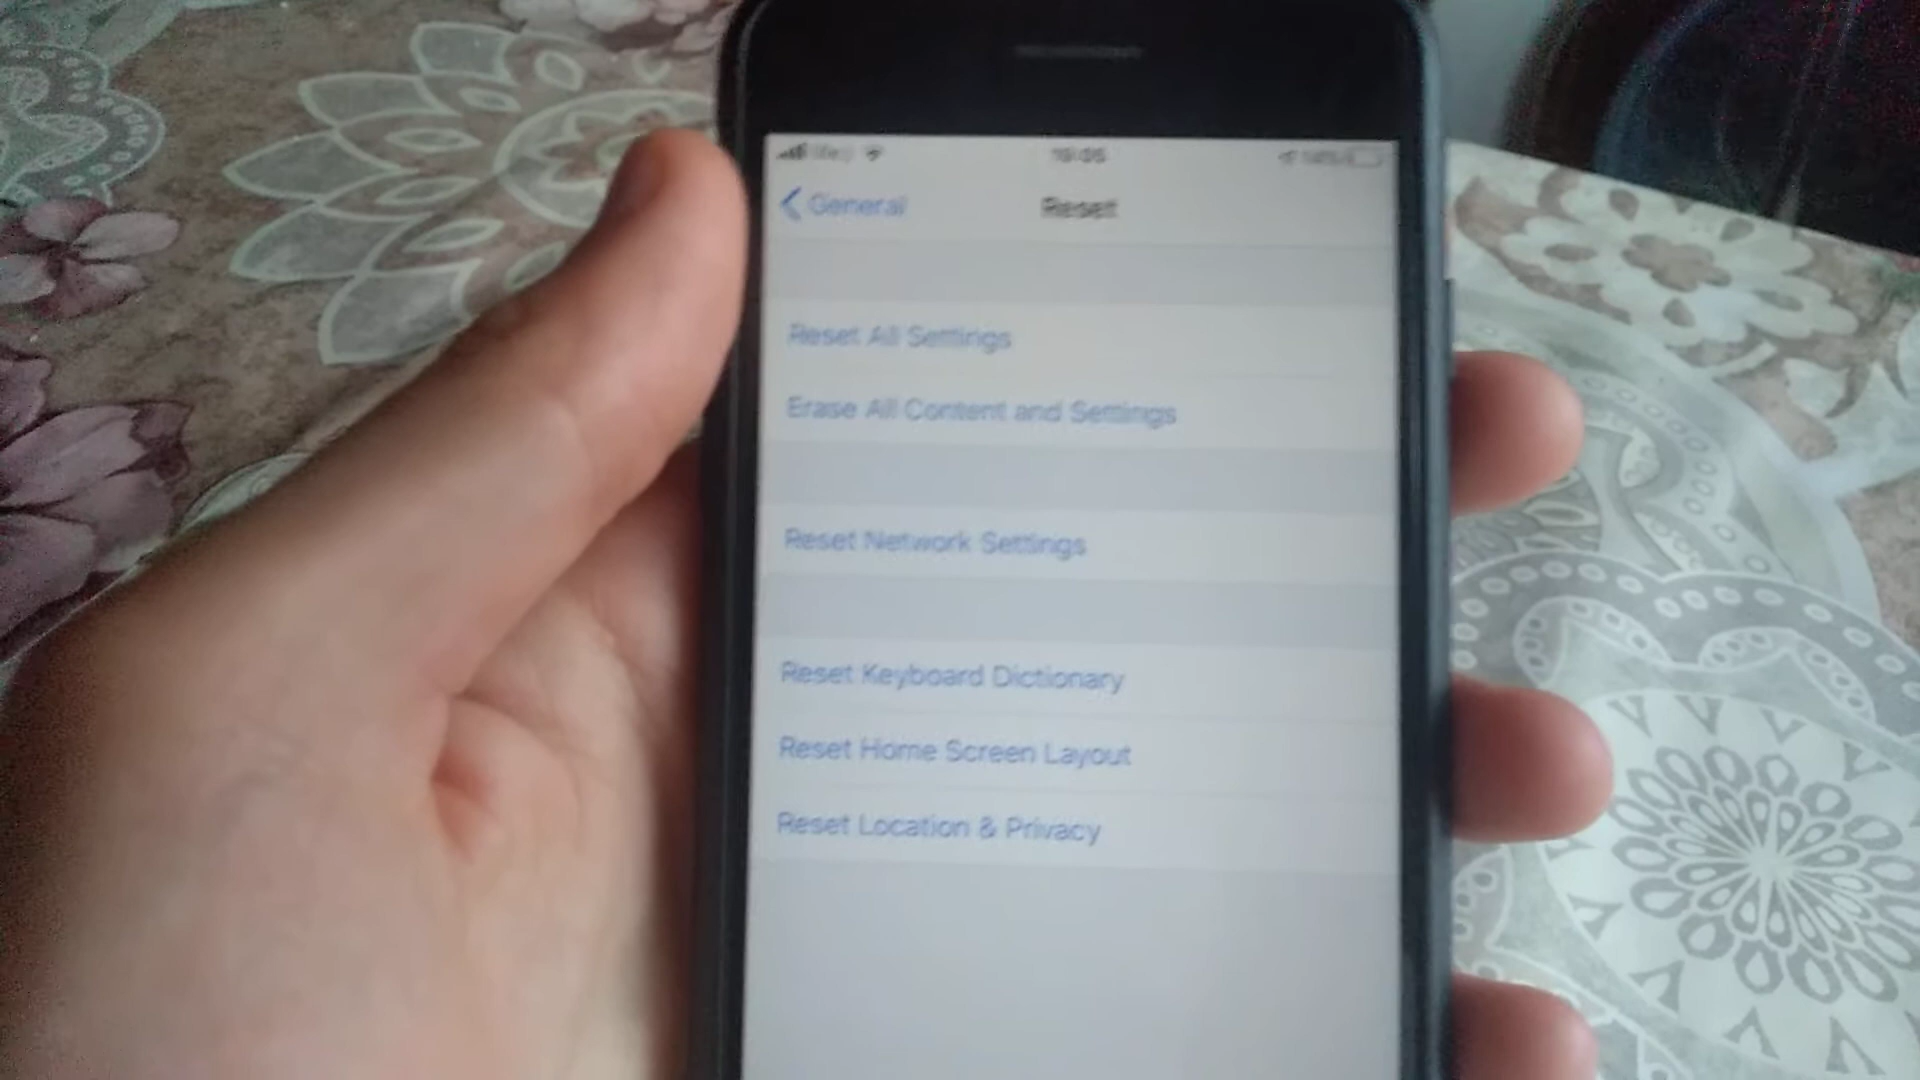 General
Reset
Reset All Settings
Erase All Content and Settings
Reset Network Settings
Reset Keyboard Dictionary
Reset Home Screen Layout
Reset Location & Privacy